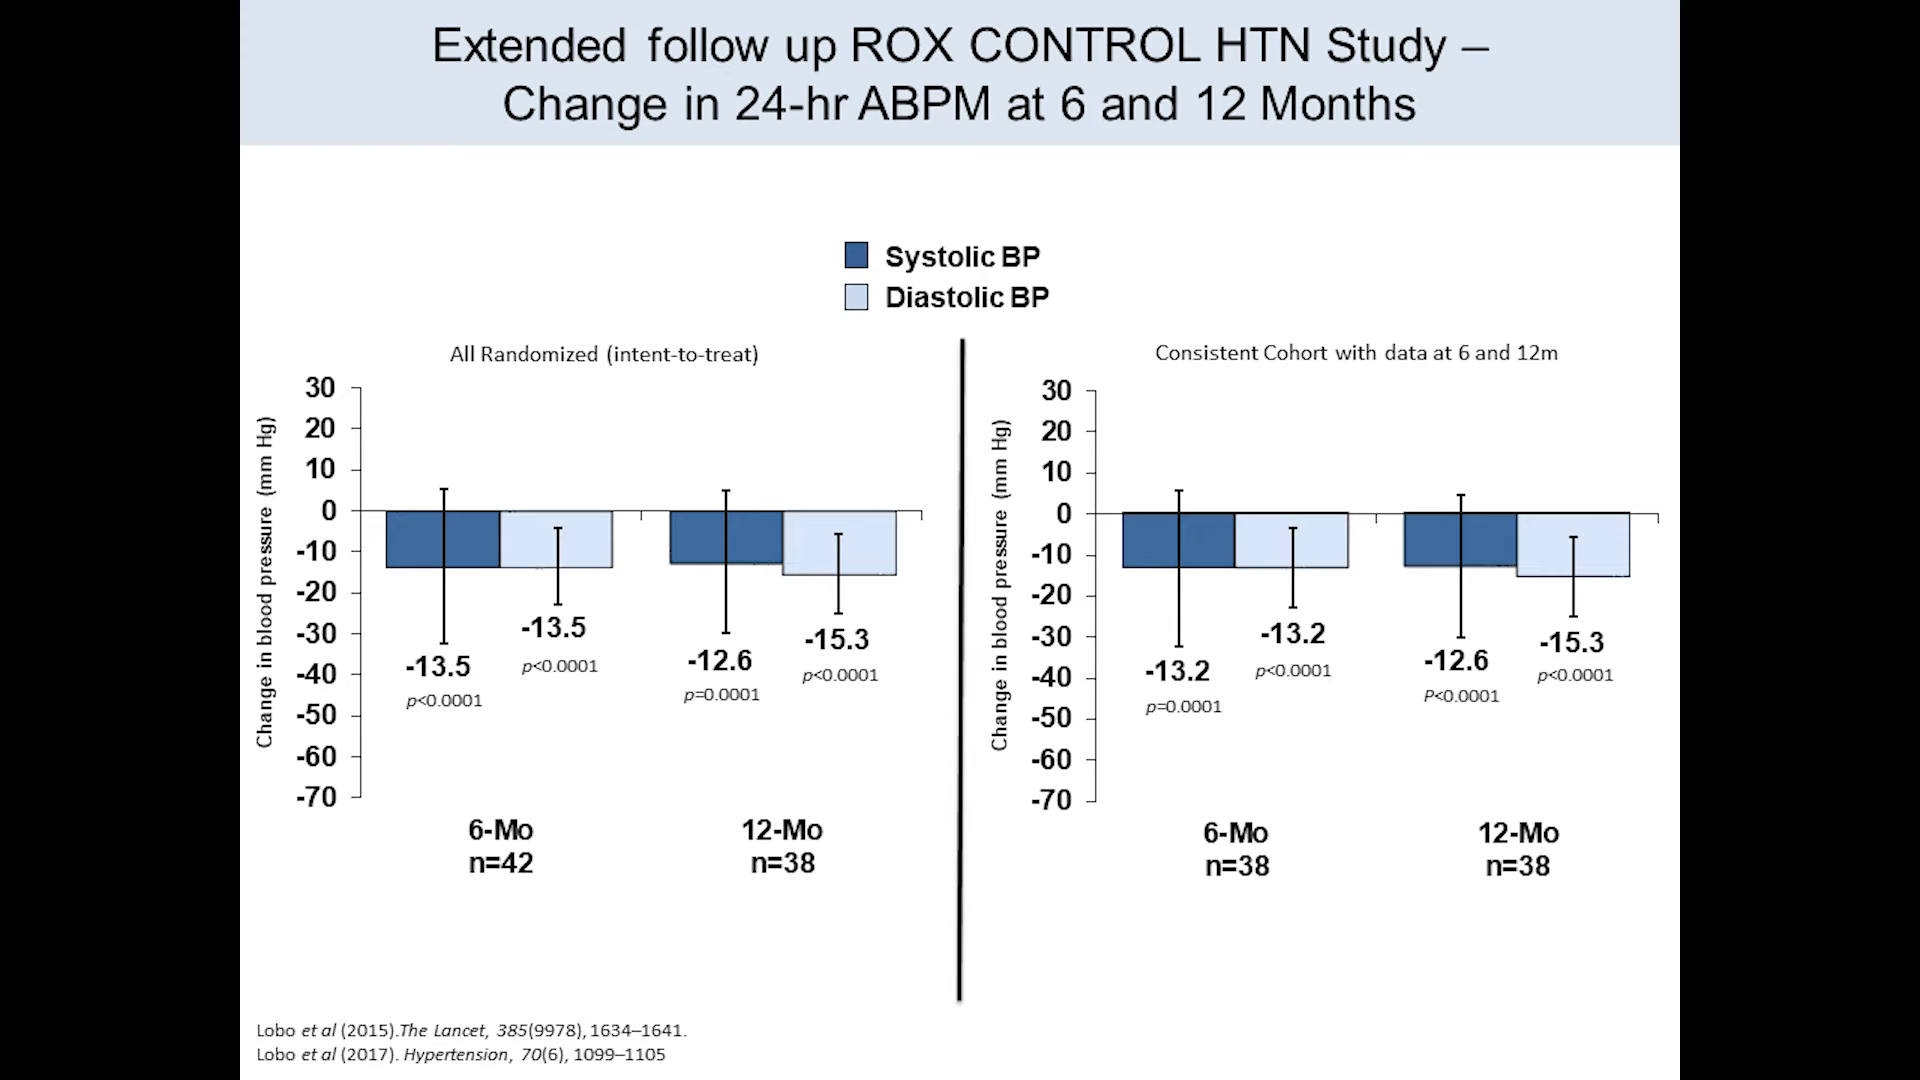 Extended follow up ROX CONTROL HTN Study –
Change in 24-hr ABPM at 6 and 12 Months
Systolic BP
Diastolic BP
All Randomized (intent-to-treat)
Change in blood pressure (mm Hg)
30
20
10
0
-10
-20
-30
-40
-50
-60
-70
-13.5
p<0.0001
-13.5
p<0.0001
-12.6
p=0.0001
-15.3
p<0.0001
6-Mo
n=42
12-Mo
n=38
Consistent Cohort with data at 6 and 12m
Change in blood pressure (mm Hg)
30
20
10
0
-10
-20
-30
-40
-50
-60
-70
-13.2
p=0.0001
-13.2
p<0.0001
-12.6
P<0.0001
-15.3
p<0.0001
6-Mo
n=38
12-Mo
n=38
Lobo et al (2015).The Lancet, 385(9978), 1634–1641.
Lobo et al (2017). Hypertension, 70(6), 1099–1105